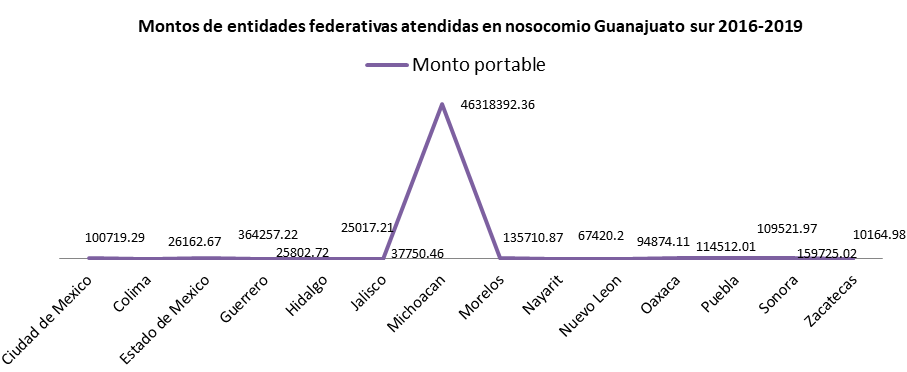 Montos de entidades federativas atendidas en nosocomio Guanajuato sur 2016-2019
Monto portable
46318392.36
100719.29
26162.67
364257.22
25802.72
25017.21
37750.46
135710.87
67420.2
94874.11
114512.01
109521.97
159725.02
10164.98
Ciudad de Mexico
Colima
Estado de Mexico
Guerrero
Hidalgo
Jalisco
Michoacan
Morelos
Nayarit
Nuevo Leon
Oaxaca
Puebla
Sonora
Zacatecas